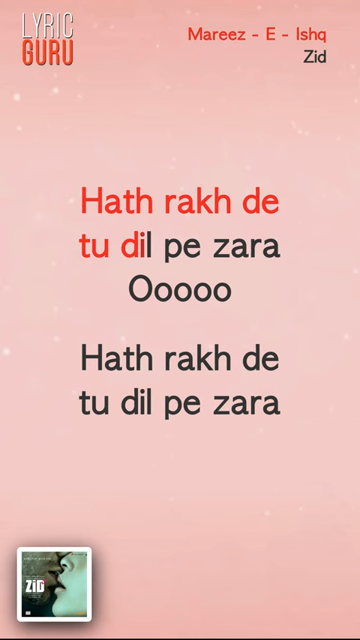 LYRIC
GURU
Mareez - E - Ishq
Zid
Hath rakh de
tu dil pe zara
Ooooo
Hath rakh de
tu dil pe zara
ZiD